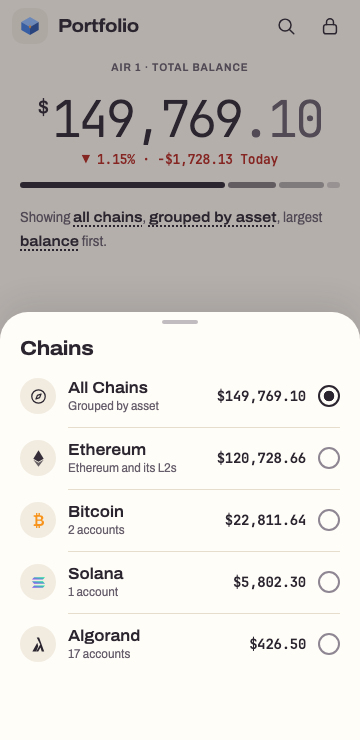 Portfolio
AIR 1 · TOTAL BALANCE
$149,769.10
▼ 1.15% · -$1,728.13 Today
Showing all chains, grouped by asset, largest
balance first.
Chains
All Chains
Grouped by asset
$149,769.10
Ethereum
Ethereum and its L2s
$120,728.66
Bitcoin
2 accounts
$22,811.64
Solana
1 account
$5,802.30
Algorand
17 accounts
$426.50